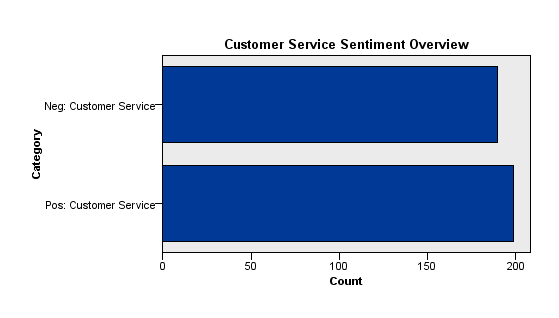 Customer Service Sentiment Overview
Neg: Customer Service
Pos: Customer Service
Category
0 50 100 150 200
Count